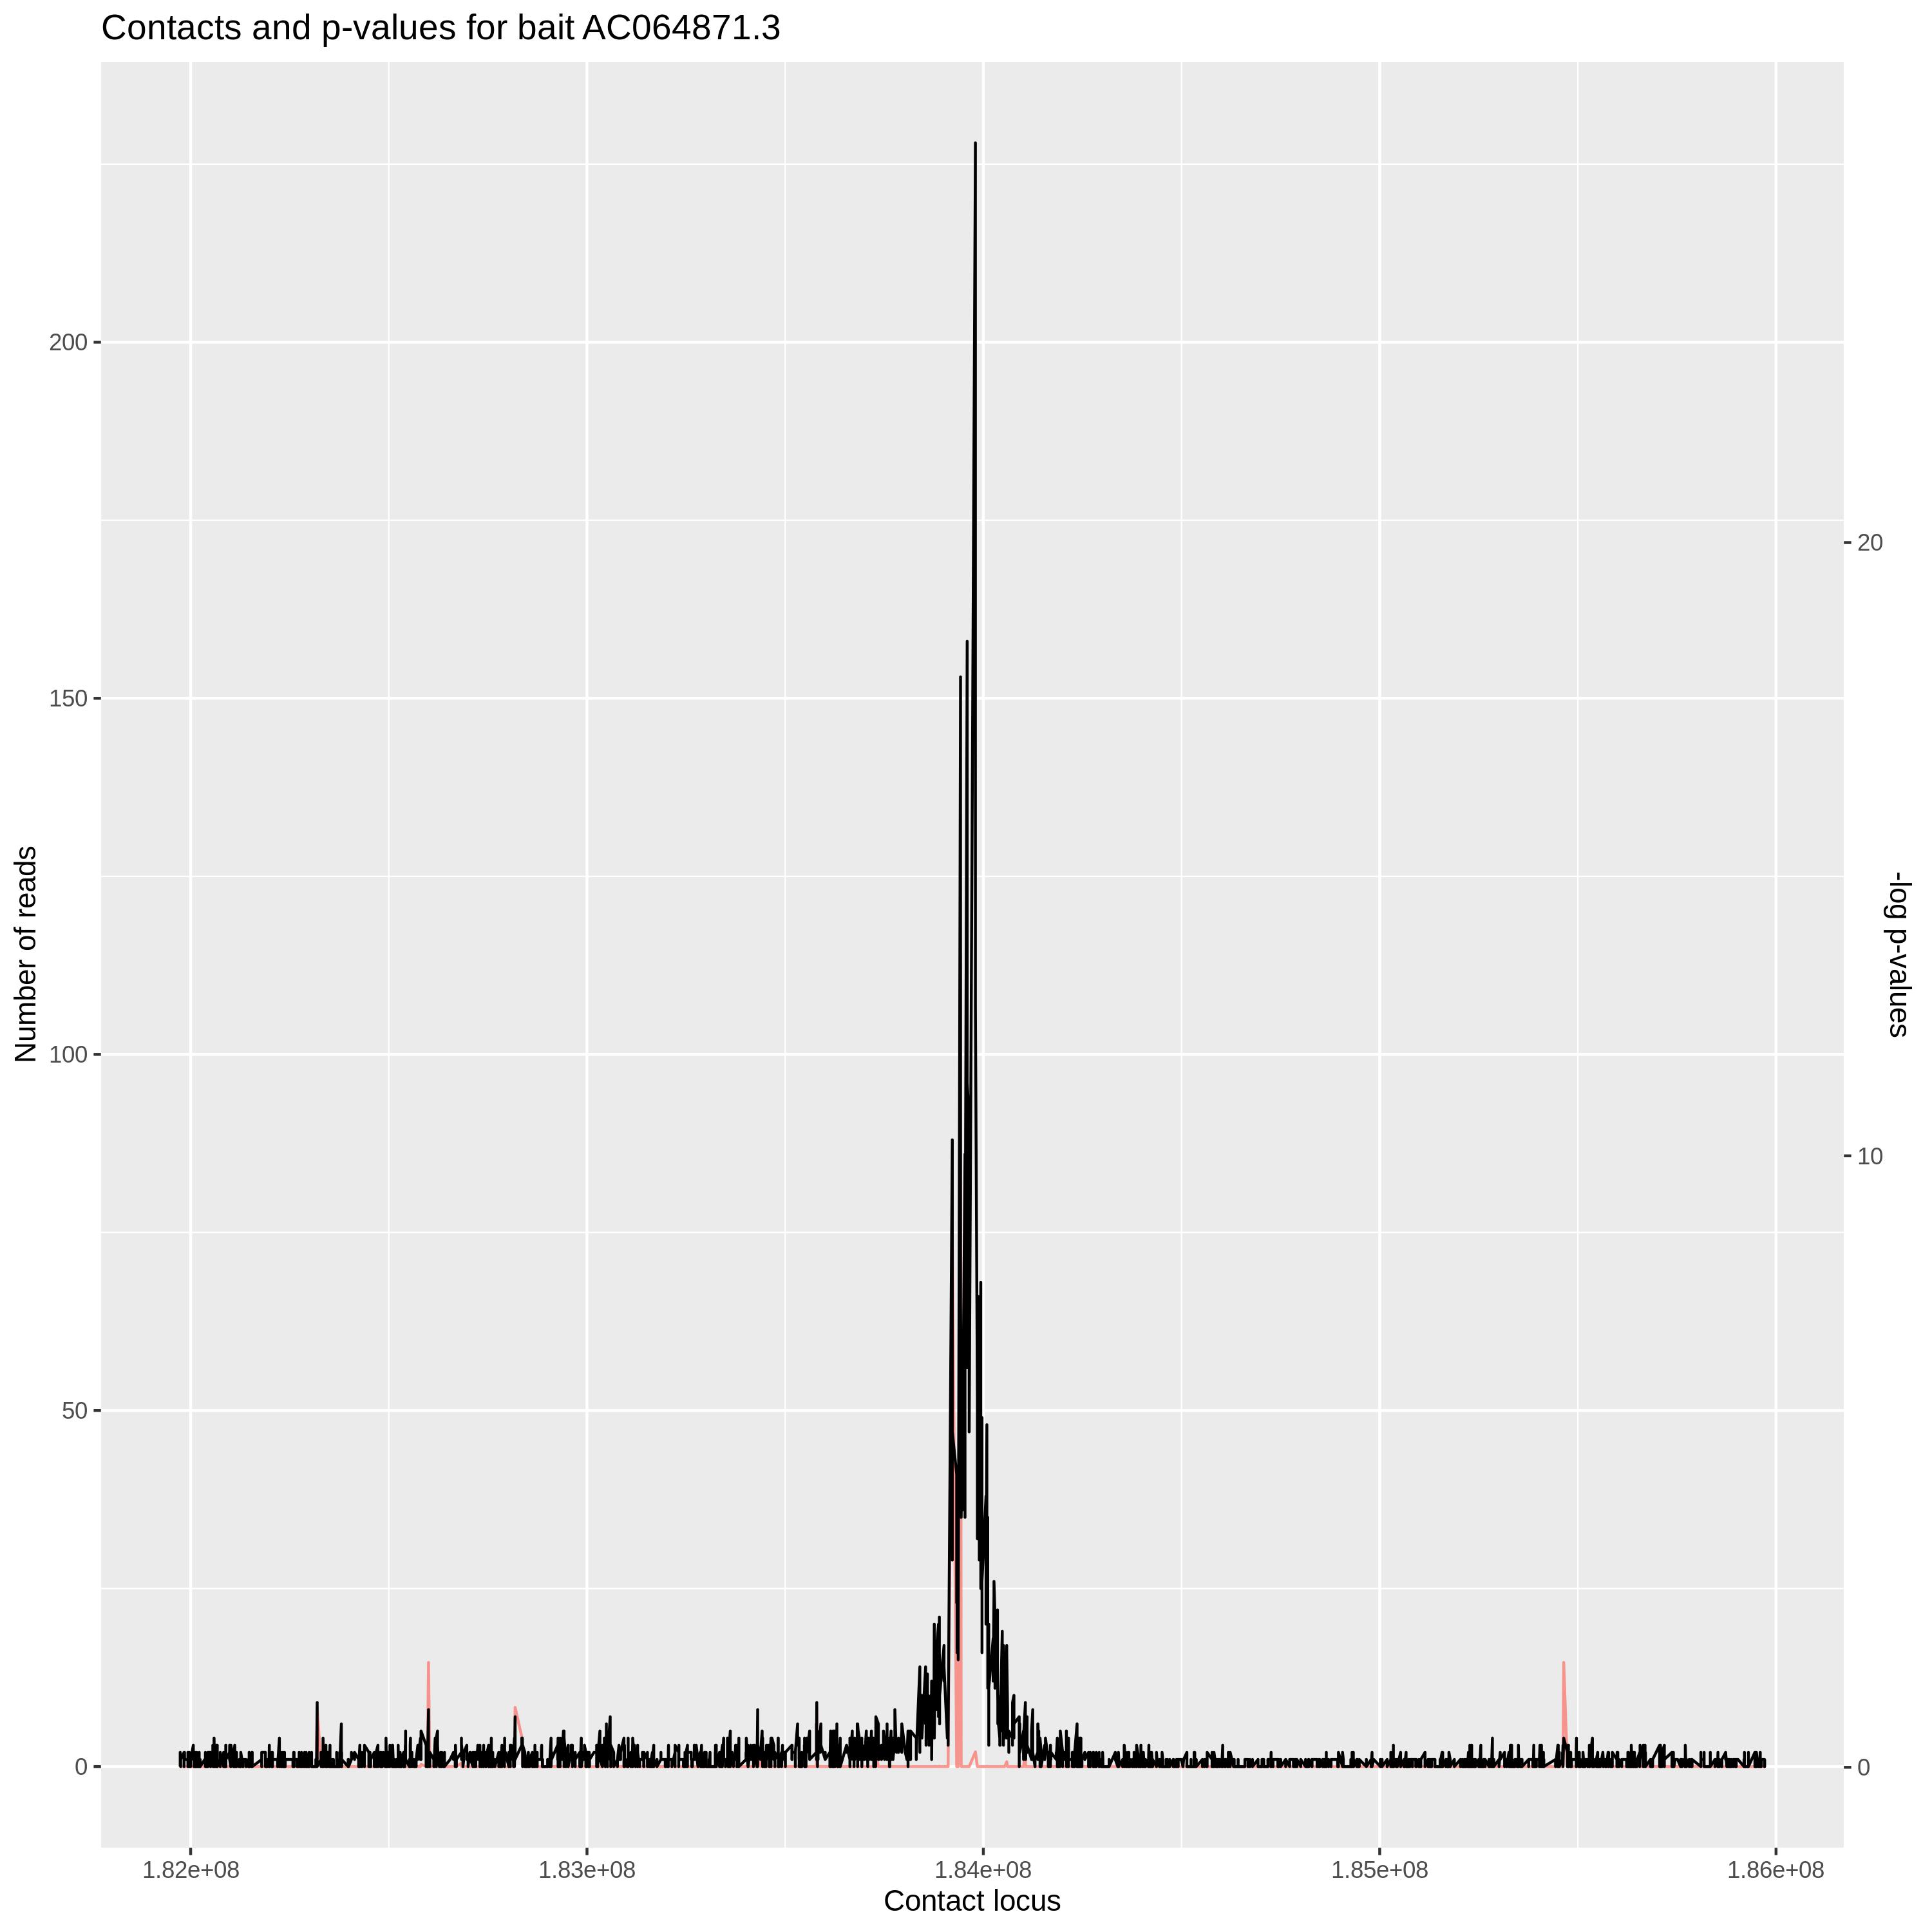 Contacts and p-values for bait AC064871.3
Number of reads
200
150
100
50
0
20
10
0
-log p-values
1.82e+08
1.83e+08
1.84e+08
1.85e+08
1.86e+08
Contact locus